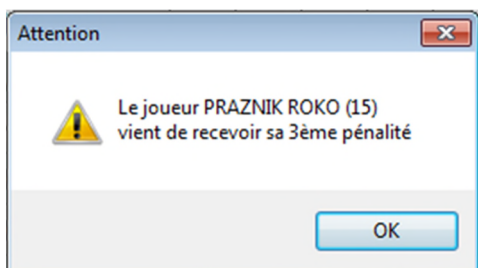 Attention
Le joueur PRAZNIK ROKO (15)
vient de recevoir sa 3ème pénalité
OK